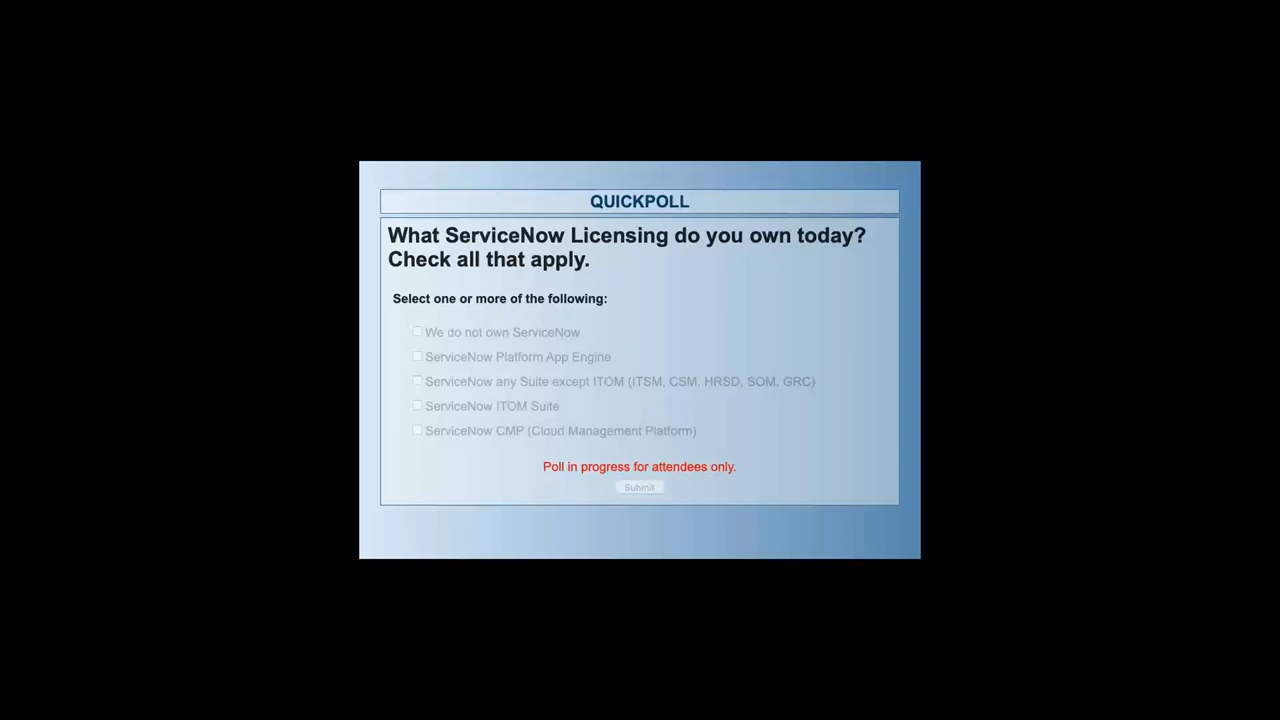 QUICKPOLL
What ServiceNow Licensing do you own today?
Check all that apply.
Select one or more of the following:
We do not own ServiceNow
ServiceNow Platform App Engine
ServiceNow any Suite except ITOM (ITSM, CSM, HRSD, SOM, GRC)
ServiceNow ITOM Suite
ServiceNow CMP (Cloud Management Platform)
Poll in progress for attendees only.
Submit